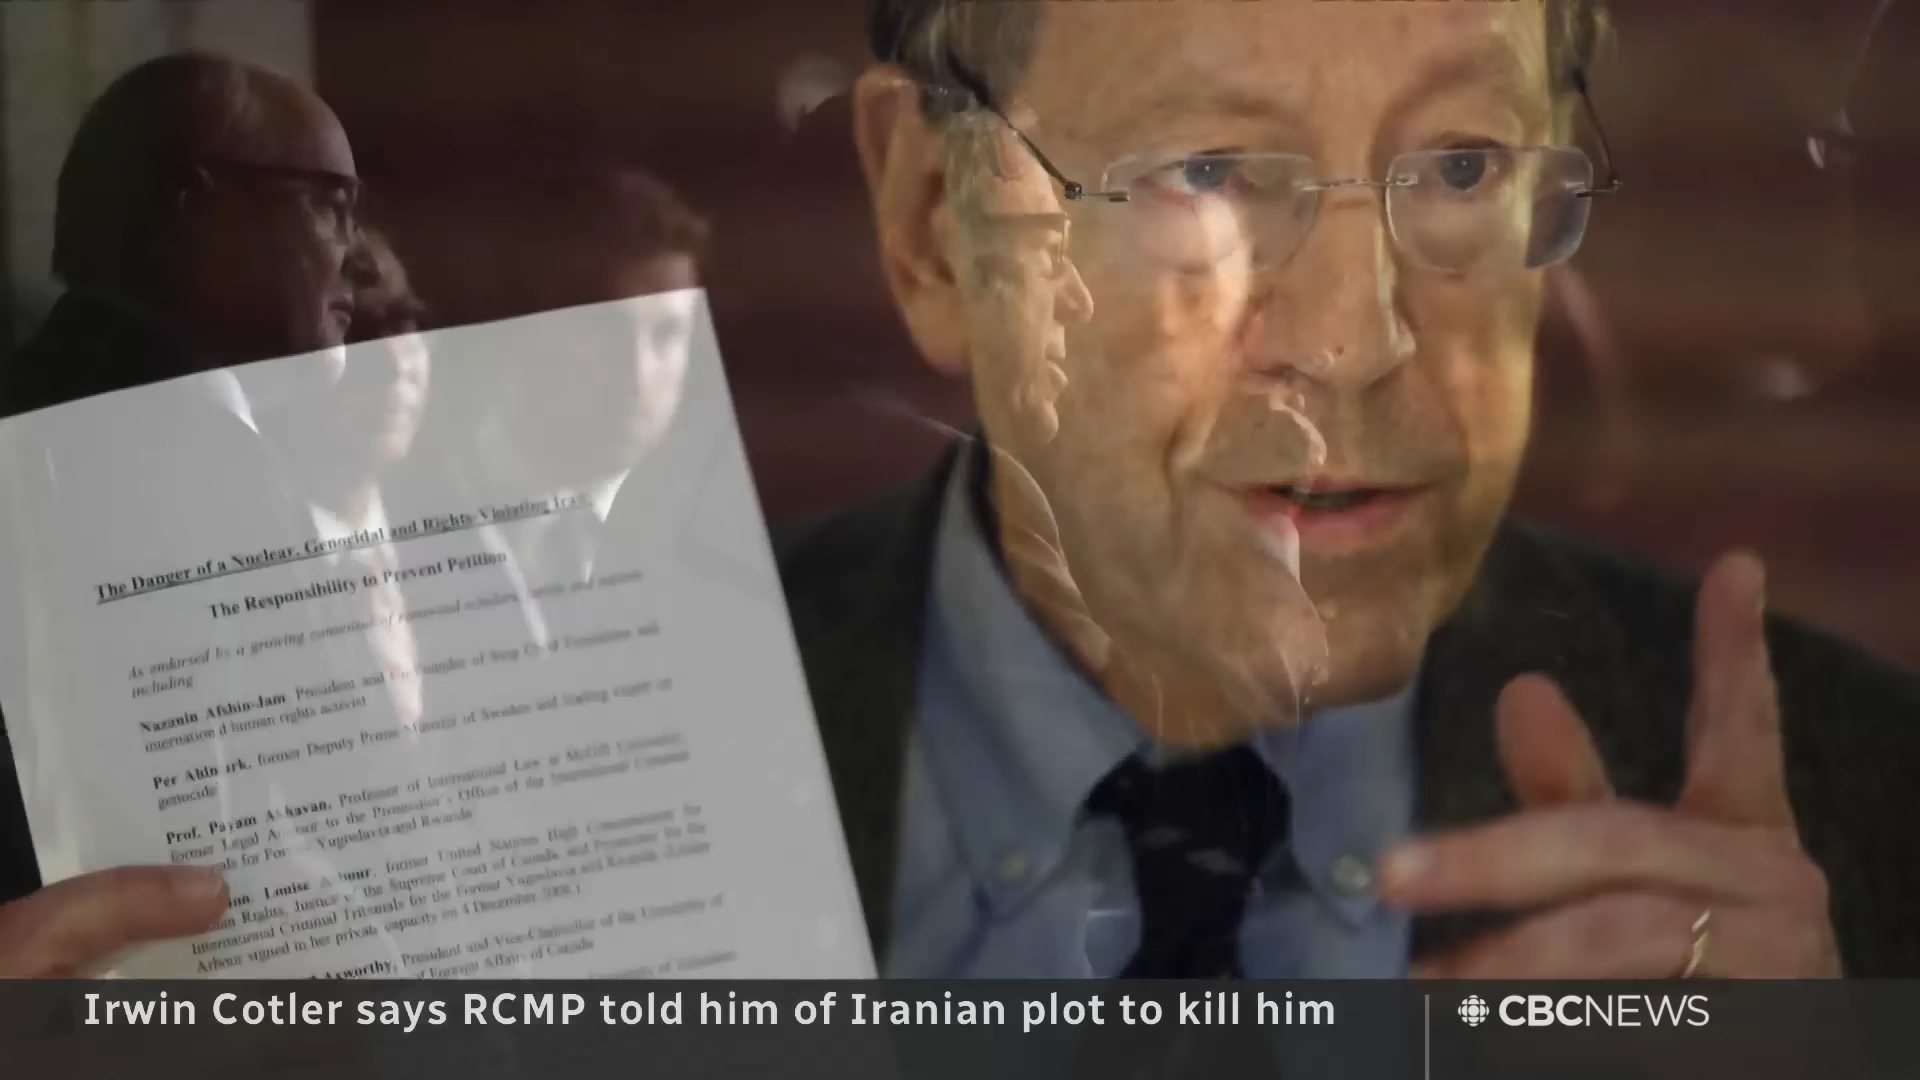 The Danger of a Nuclear, Genocidal and Rights-Violating Iran:
The Responsibility to Prevent Petition
As endorsed by a growing consensus of renowned scholars,
including
Nazanin Afshin-Jam, President and Co-Founder of Stop Child Executions and
international human rights activist
Per Ahlmark, former Deputy Prime Minister of Sweden and leading expert on
genocide
Prof. Payam Akhavan, Professor of International Law at McGill University,
former Legal Advisor to the Prosecutor's Office of the International Criminal
for Former Yugoslavia and Rwanda
Louise Arbour, former United Nations High Commissioner for
Rights, Justice of the Supreme Court of Canada, and Prosecutor for the
International Criminal Tribunals for the Former Yugoslavia and Rwanda. (Louise
Arbour signed in her private capacity on 4 December 2008.)
Axworthy, President and Vice-Chancellor of the University of
of Foreign Affairs of Canada
Irwin Cotler says RCMP told him of Iranian plot to kill him
CBCNEWS